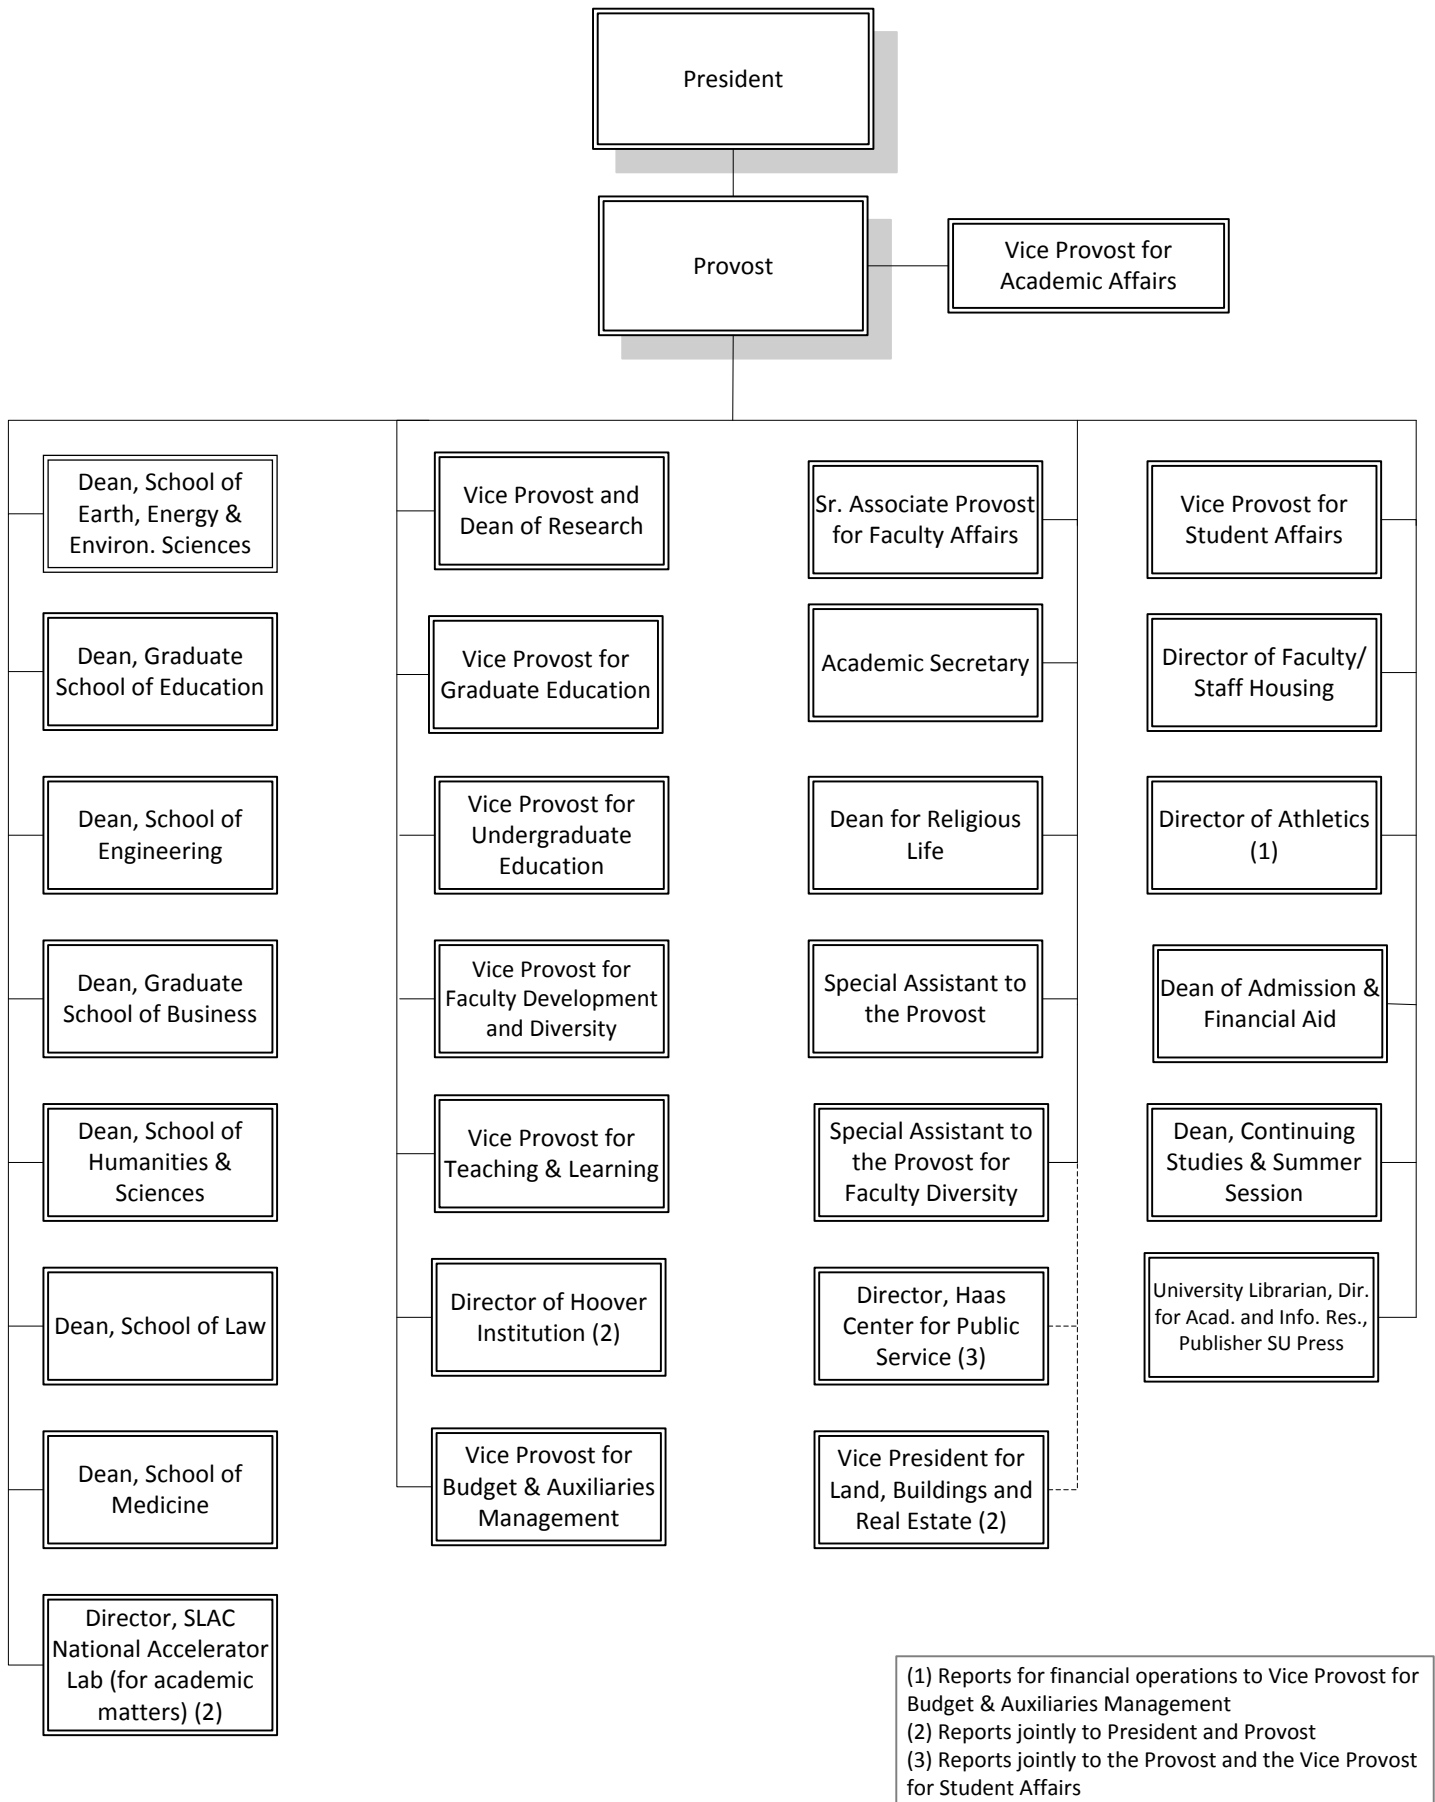 President
Provost
Vice Provost for
Academic Affairs
Dean, School of
Earth, Energy &
Environ. Sciences
Dean, Graduate
School of Education
Dean, School of
Engineering
Dean, Graduate
School of Business
Dean, School of
Humanities &
Sciences
Dean, School of Law
Dean, School of
Medicine
Director, SLAC
National Accelerator
Lab (for academic
matters) (2)
Vice Provost and
Dean of Research
Vice Provost for
Graduate Education
Vice Provost for
Undergraduate
Education
Vice Provost for
Faculty Development
and Diversity
Vice Provost for
Teaching & Learning
Director of Hoover
Institution (2)
Vice Provost for
Budget & Auxiliaries
Management
Sr. Associate Provost
for Faculty Affairs
Academic Secretary
Dean for Religious
Life
Special Assistant to
the Provost
Special Assistant to
the Provost for
Faculty Diversity
Director, Haas
Center for Public
Service (3)
Vice President for
Land, Buildings and
Real Estate (2)
Vice Provost for
Student Affairs
Director of Faculty/
Staff Housing
Director of Athletics
(1)
Dean of Admission &
Financial Aid
Dean, Continuing
Studies & Summer
Session
University Librarian, Dir.
for Acad. and Info. Res.,
Publisher SU Press
(1) Reports for financial operations to Vice Provost for
Budget & Auxiliaries Management
(2) Reports jointly to President and Provost
(3) Reports jointly to the Provost and the Vice Provost
for Student Affairs